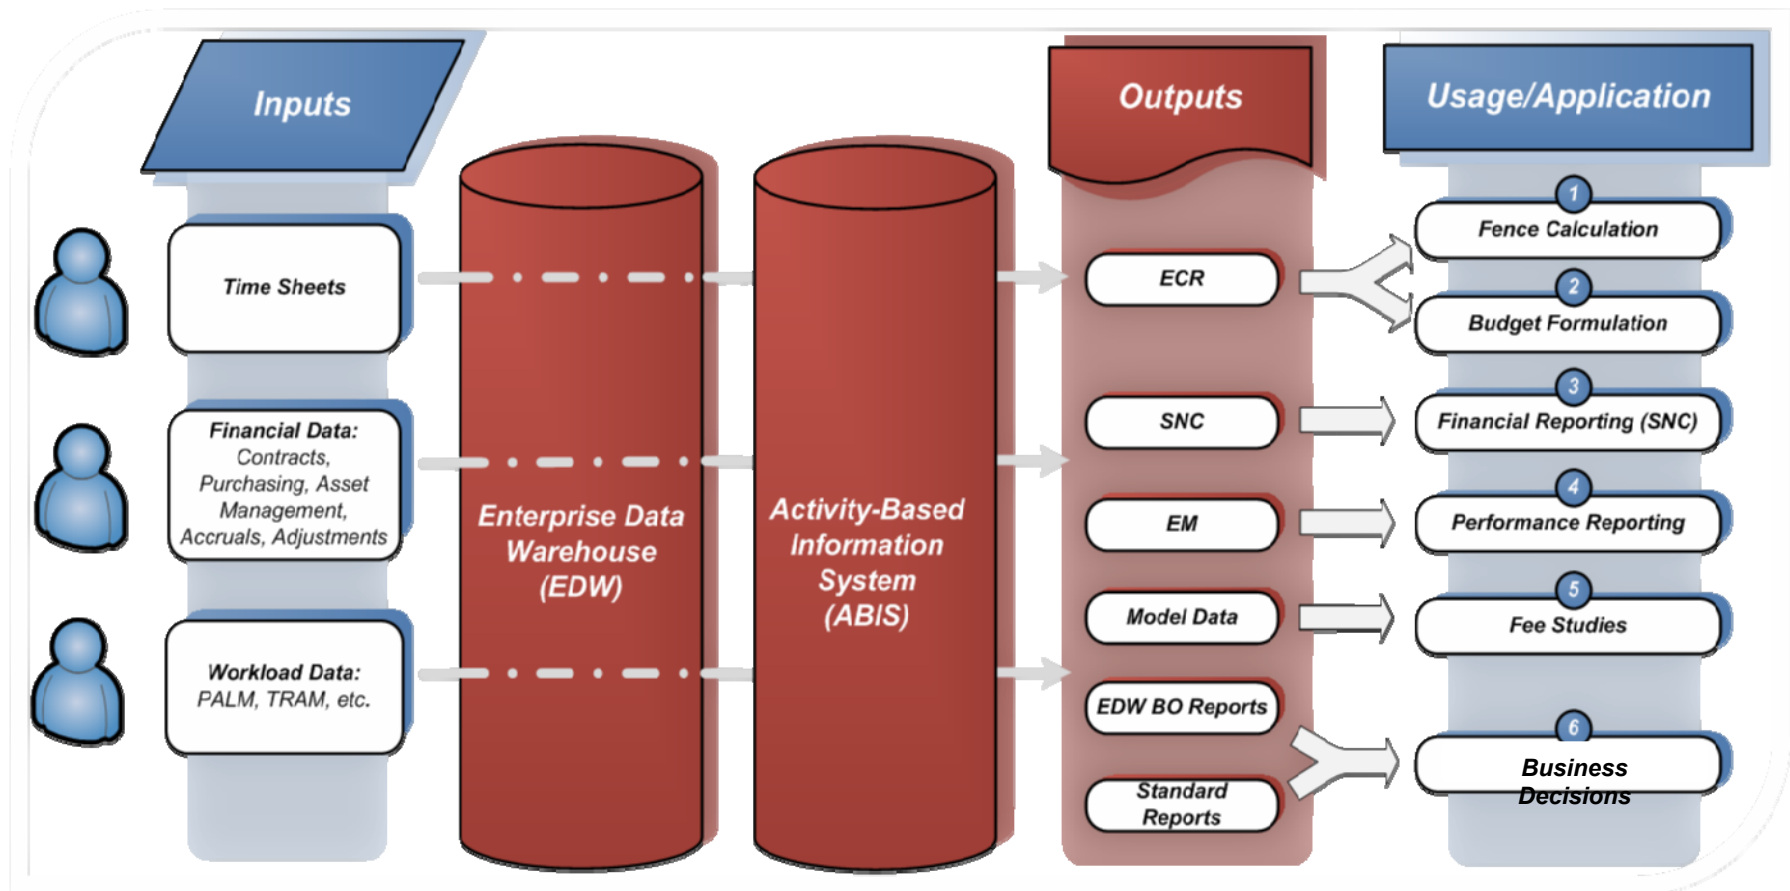 Inputs
Time Sheets
Financial Data:
Contracts,
Purchasing, Asset
Management,
Accruals, Adjustments
Workload Data:
PALM, TRAM, etc.
Enterprise Data
Warehouse
(EDW)
Activity-Based
Information
System
(ABIS)
Outputs
ECR
SNC
EM
Model Data
EDW BO Reports
Standard
Reports
Usage/Application
1
Fence Calculation
2
Budget Formulation
3
Financial Reporting (SNC)
4
Performance Reporting
5
Fee Studies
6
Business
Decisions